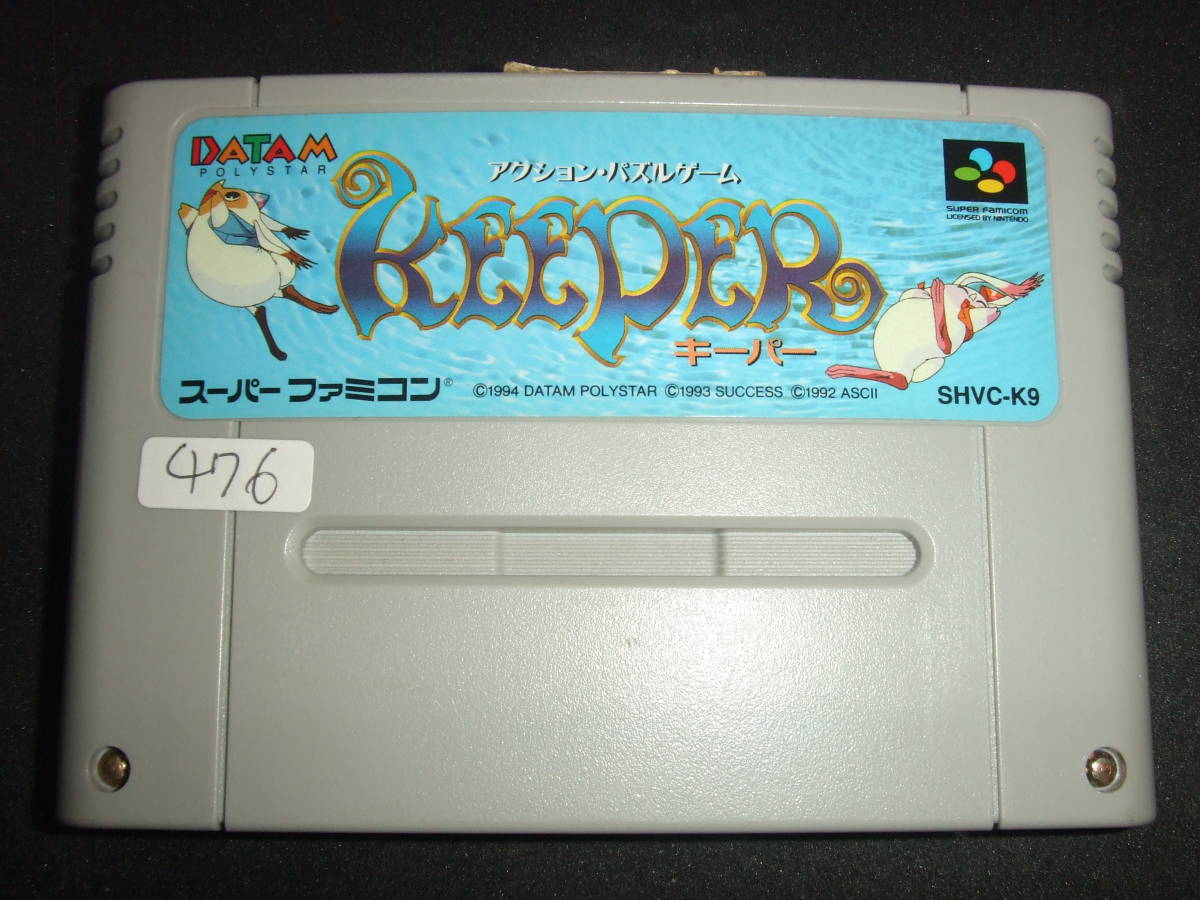 DATAM
POLYSTAR
アクション・パズルゲーム
KEEPER
キーパー
SUPER FAMICOM
LICENSED BY NINTENDO
スーパーファミコン®
©1994 DATAM POLYSTAR ©1993 SUCCESS ©1992 ASCII
SHVC-K9
476